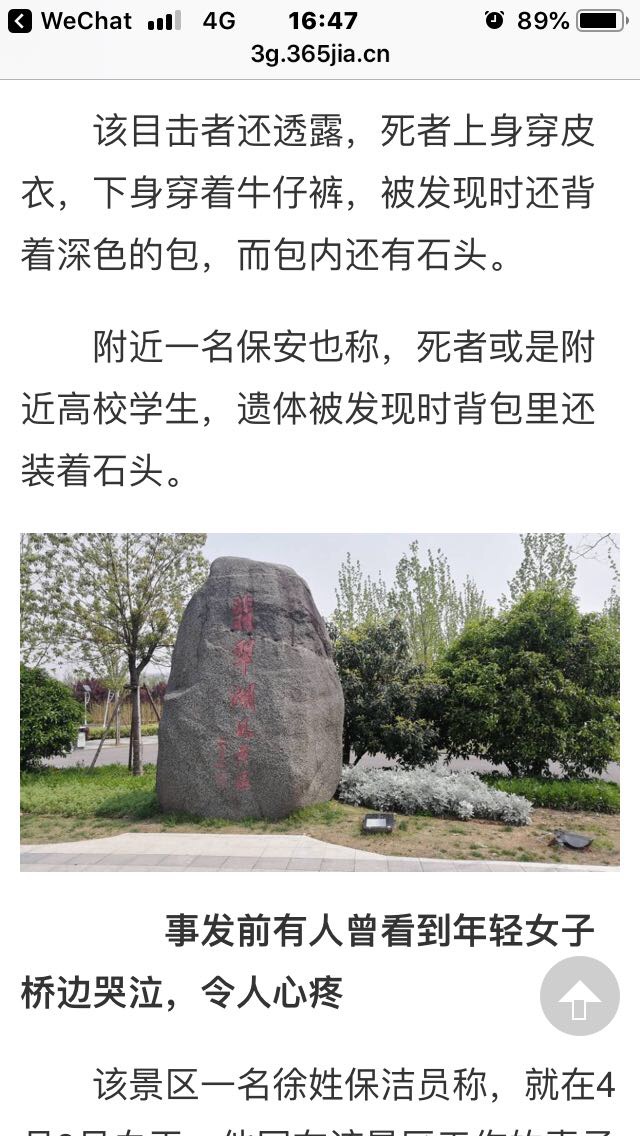 WeChat 4G 16:47 89%
3g.365jia.cn
该目击者还透露，死者上身穿皮
衣，下身穿着牛仔裤，被发现时还背
着深色的包，而包内还有石头。
附近一名保安也称，死者或是附
近高校学生，遗体被发现时背包里还
装着石头。
翡翠湖
事发前有人曾看到年轻女子
桥边哭泣，令人心疼
该景区一名徐姓保洁员称，就在4